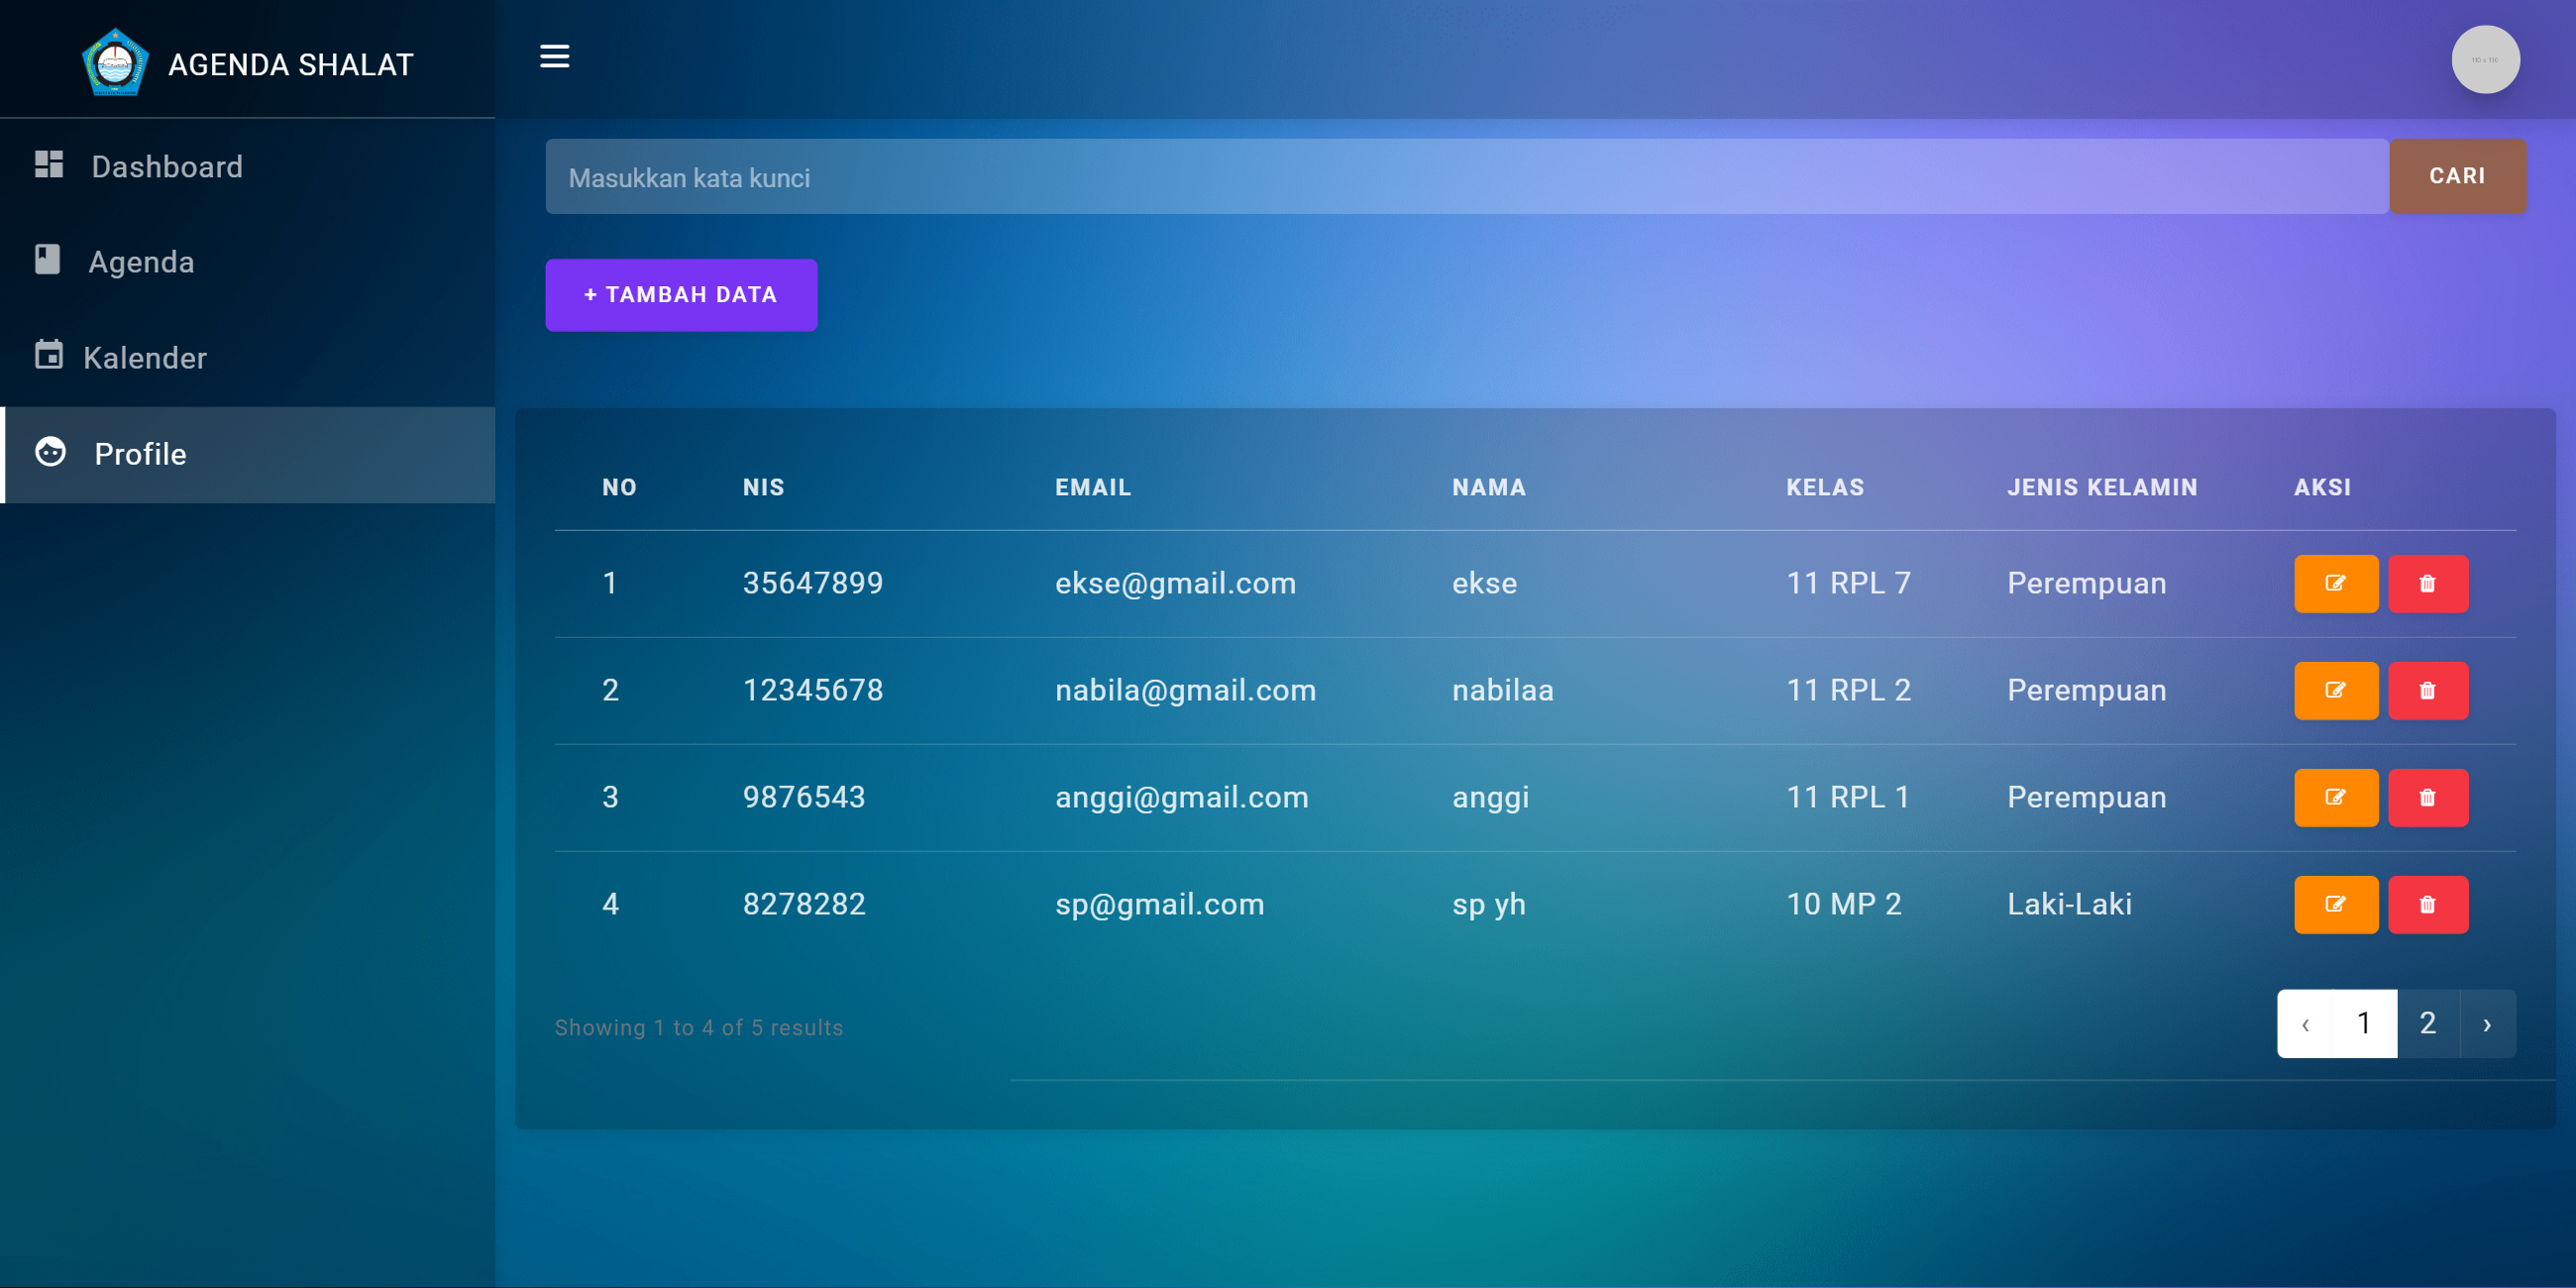 AGENDA SHALAT
Dashboard
Agenda
Kalender
Profile
Masukkan kata kunci
CARI
+ TAMBAH DATA
NO NIS EMAIL NAMA KELAS JENIS KELAMIN AKSI
1 35647899 ekse@gmail.com ekse 11 RPL 7 Perempuan
2 12345678 nabila@gmail.com nabilaa 11 RPL 2 Perempuan
3 9876543 anggi@gmail.com anggi 11 RPL 1 Perempuan
4 8278282 sp@gmail.com sp yh 10 MP 2 Laki-Laki
Showing 1 to 4 of 5 results
‹ 1 2 ›